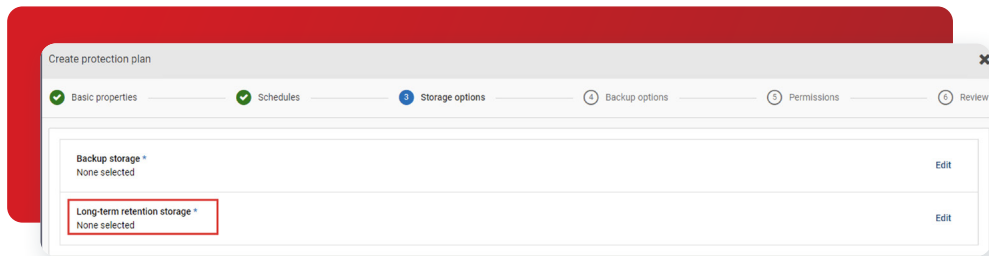 Create protection plan
Basic properties
Schedules
3 Storage options
4 Backup options
5 Permissions
6 Review
Backup storage *
None selected
Edit
Long-term retention storage *
None selected
Edit